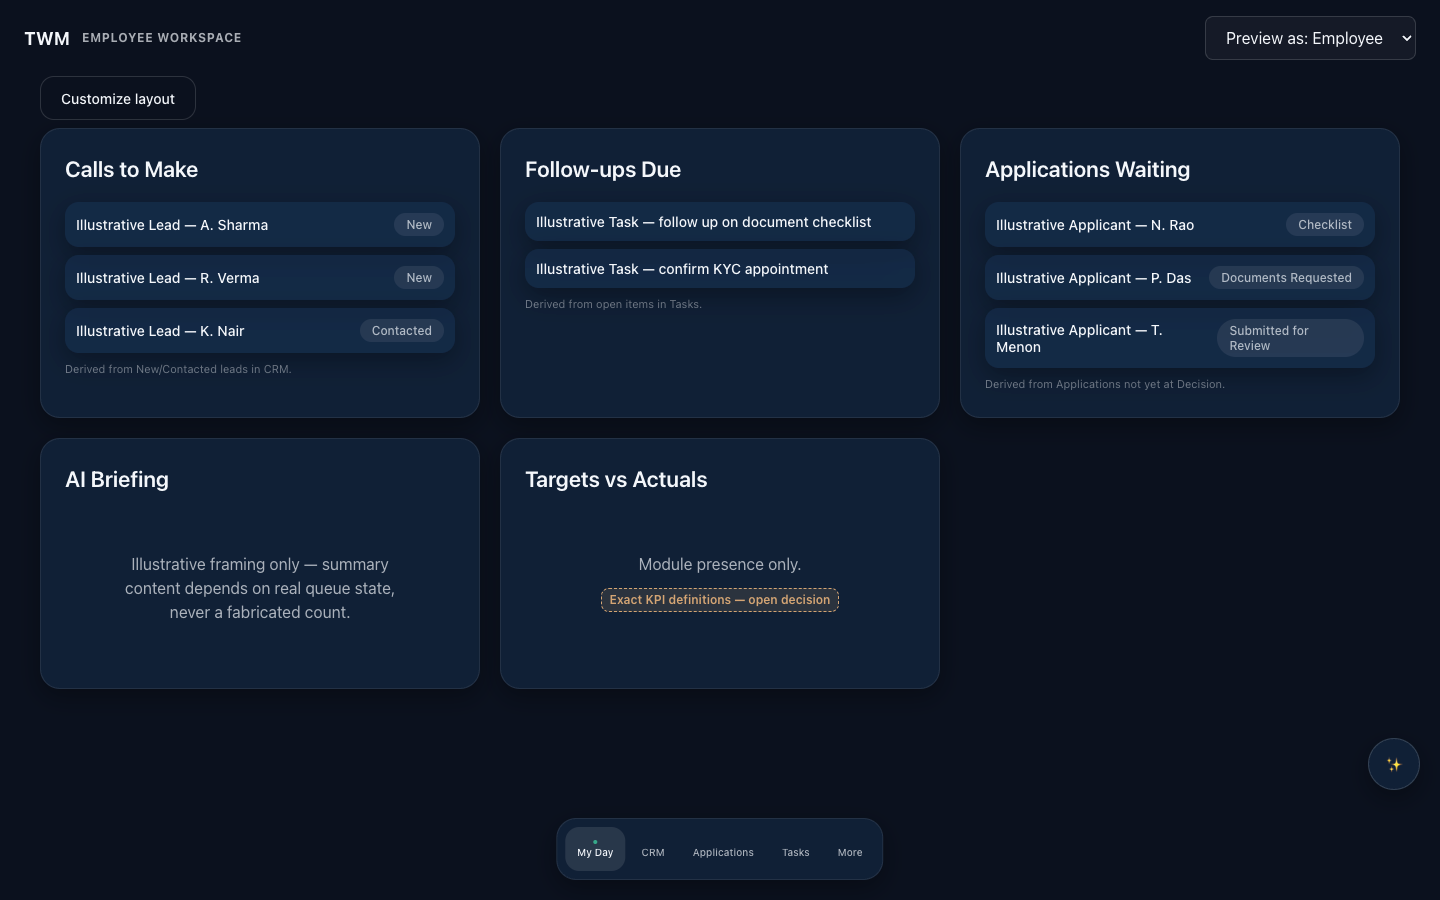 TWM EMPLOYEE WORKSPACE
Preview as: Employee
Customize layout
Calls to Make
Illustrative Lead — A. Sharma
New
Illustrative Lead — R. Verma
New
Illustrative Lead — K. Nair
Contacted
Derived from New/Contacted leads in CRM.
Follow-ups Due
Illustrative Task — follow up on document checklist
Illustrative Task — confirm KYC appointment
Derived from open items in Tasks.
Applications Waiting
Illustrative Applicant — N. Rao
Checklist
Illustrative Applicant — P. Das
Documents Requested
Illustrative Applicant — T.
Menon
Submitted for
Review
Derived from Applications not yet at Decision.
AI Briefing
Illustrative framing only — summary
content depends on real queue state,
never a fabricated count.
Targets vs Actuals
Module presence only.
Exact KPI definitions — open decision
My Day
CRM
Applications
Tasks
More